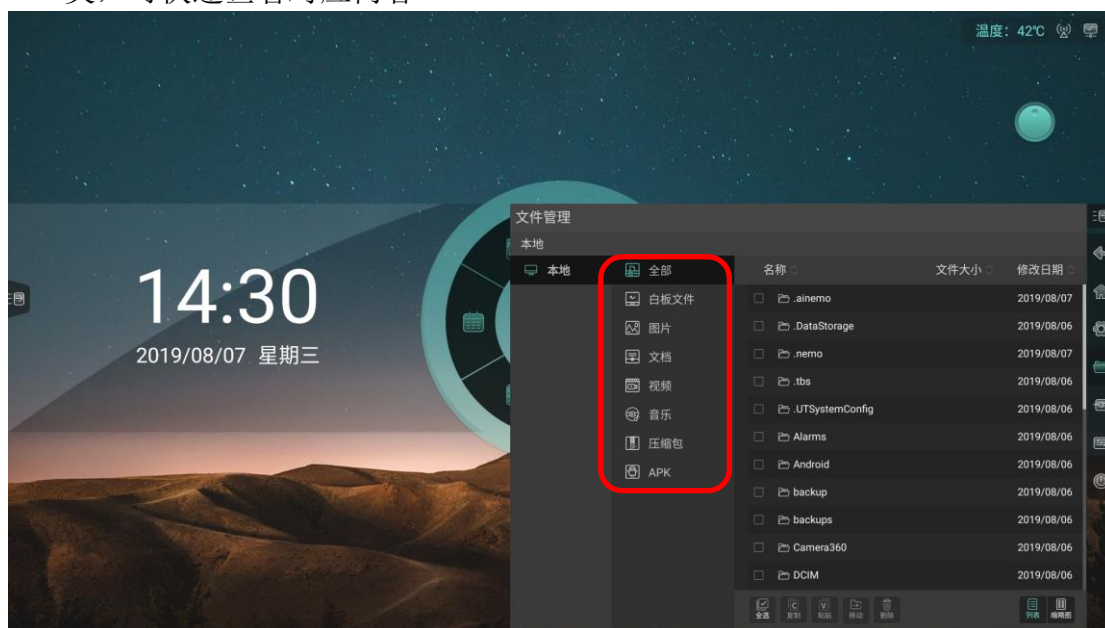 温度：42℃
文件管理
本地
本地
全部
白板文件
图片
文档
视频
音乐
压缩包
APK
名称 文件大小 修改日期
.ainemo 2019/08/07
.DataStorage 2019/08/06
.nemo 2019/08/07
.tbs 2019/08/06
.UTSystemConfig 2019/08/06
Alarms 2019/08/06
Android 2019/08/06
backup 2019/08/06
backups 2019/08/06
Camera360 2019/08/06
DCIM 2019/08/06
全选 复制 粘贴 移动 删除 列表 缩略图
14:30
2019/08/07 星期三